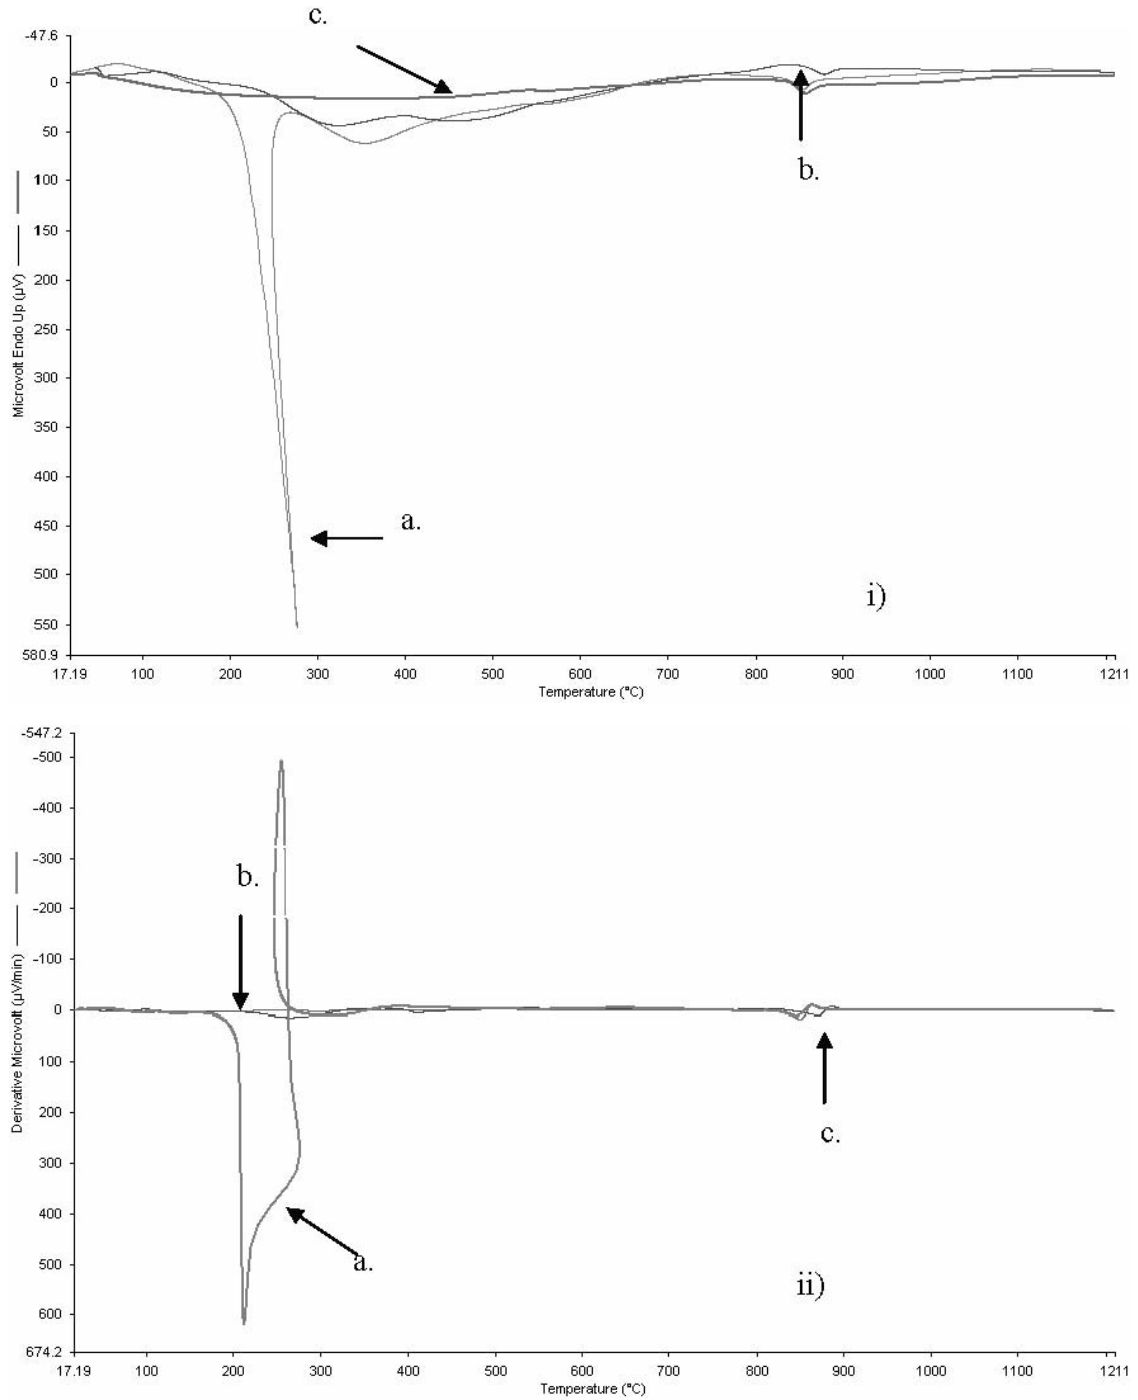 c.
-47.6
0
50
100
150
200
250
300
350
400
450
500
550
580.9
Microvolt Endo Up (µV)
b.
a.
i)
17.19 100 200 300 400 500 600 700 800 900 1000 1100 1211
Temperature (°C)
-547.2
-500
-400
-300
-200
-100
0
100
200
300
400
500
600
674.2
Derivative Microvolt (µV/min)
b.
c.
a.
ii)
17.19 100 200 300 400 500 600 700 800 900 1000 1100 1211
Temperature (°C)